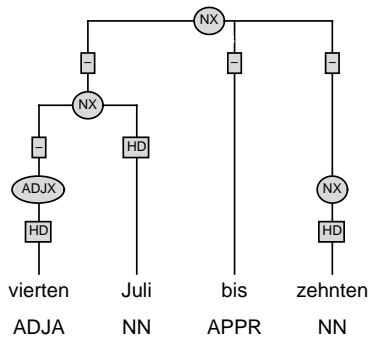 NX
– – –
NX
– HD
ADJX NX
HD HD
vierten Juli bis zehnten
ADJA NN APPR NN